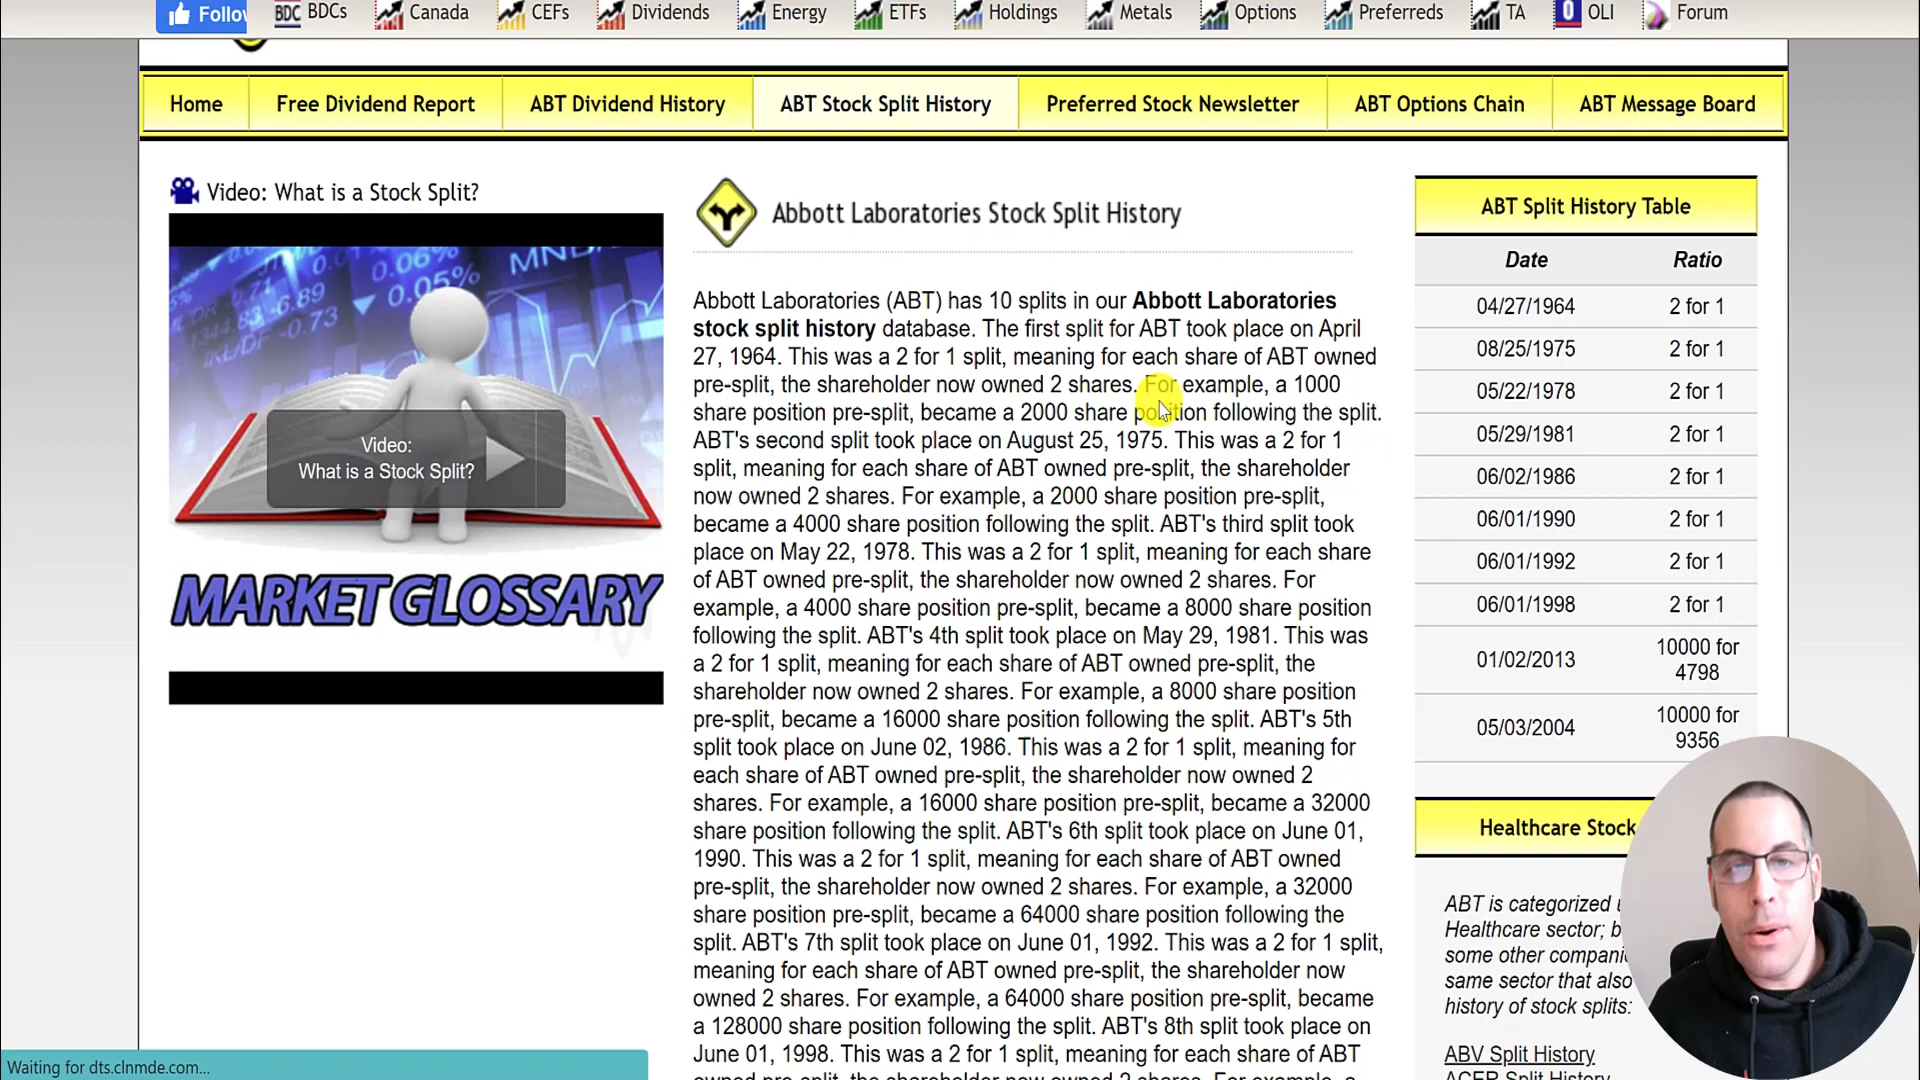 Follow
BDCs
Canada
CEFs
Dividends
Energy
ETFs
Holdings
Metals
Options
Preferreds
TA
OLI
Forum
Home
Free Dividend Report
ABT Dividend History
ABT Stock Split History
Preferred Stock Newsletter
ABT Options Chain
ABT Message Board
Video: What is a Stock Split?
0.06%
0.05%
MND
-6.89
-0.73
Video:
What is a Stock Split?
MARKET GLOSSARY
Abbott Laboratories Stock Split History
Abbott Laboratories (ABT) has 10 splits in our Abbott Laboratories
stock split history database. The first split for ABT took place on April
27, 1964. This was a 2 for 1 split, meaning for each share of ABT owned
pre-split, the shareholder now owned 2 shares. For example, a 1000
share position pre-split, became a 2000 share position following the split.
ABT's second split took place on August 25, 1975. This was a 2 for 1
split, meaning for each share of ABT owned pre-split, the shareholder
now owned 2 shares. For example, a 2000 share position pre-split,
became a 4000 share position following the split. ABT's third split took
place on May 22, 1978. This was a 2 for 1 split, meaning for each share
of ABT owned pre-split, the shareholder now owned 2 shares. For
example, a 4000 share position pre-split, became a 8000 share position
following the split. ABT's 4th split took place on May 29, 1981. This was
a 2 for 1 split, meaning for each share of ABT owned pre-split, the
shareholder now owned 2 shares. For example, a 8000 share position
pre-split, became a 16000 share position following the split. ABT's 5th
split took place on June 02, 1986. This was a 2 for 1 split, meaning for
each share of ABT owned pre-split, the shareholder now owned 2
shares. For example, a 16000 share position pre-split, became a 32000
share position following the split. ABT's 6th split took place on June 01,
1990. This was a 2 for 1 split, meaning for each share of ABT owned
pre-split, the shareholder now owned 2 shares. For example, a 32000
share position pre-split, became a 64000 share position following the
split. ABT's 7th split took place on June 01, 1992. This was a 2 for 1 split,
meaning for each share of ABT owned pre-split, the shareholder now
owned 2 shares. For example, a 64000 share position pre-split, became
a 128000 share position following the split. ABT's 8th split took place on
June 01, 1998. This was a 2 for 1 split, meaning for each share of ABT
owned pre-split, the shareholder now owned 2 shares. For example, a
ABT Split History Table
Date Ratio
04/27/1964 2 for 1
08/25/1975 2 for 1
05/22/1978 2 for 1
05/29/1981 2 for 1
06/02/1986 2 for 1
06/01/1990 2 for 1
06/01/1992 2 for 1
06/01/1998 2 for 1
01/02/2013 10000 for
4798
05/03/2004 10000 for
9356
Healthcare Stock
ABT is categorized
Healthcare sector;
some other compani
same sector that also
history of stock splits:
ABV Split History
ACER Split History
Waiting for dts.clnmde.com...